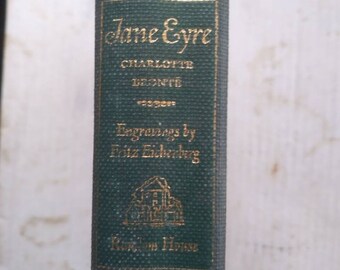 Jane Eyre
CHARLOTTE
BRONTË
Engravings by
Fritz Eichenberg
Random House